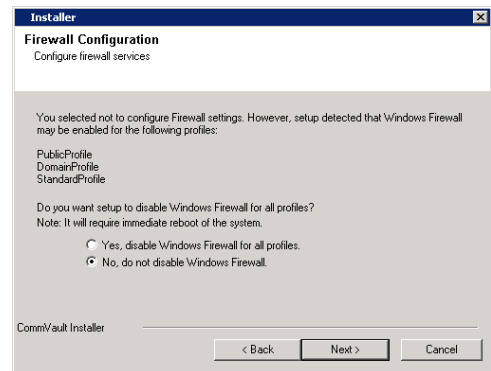 Installer
Firewall Configuration
Configure firewall services
You selected not to configure Firewall settings. However, setup detected that Windows Firewall
may be enabled for the following profiles:
PublicProfile
DomainProfile
StandardProfile
Do you want setup to disable Windows Firewall for all profiles?
Note: It will require immediate reboot of the system.
Yes, disable Windows Firewall for all profiles.
No, do not disable Windows Firewall.
CommVault Installer
< Back Next > Cancel